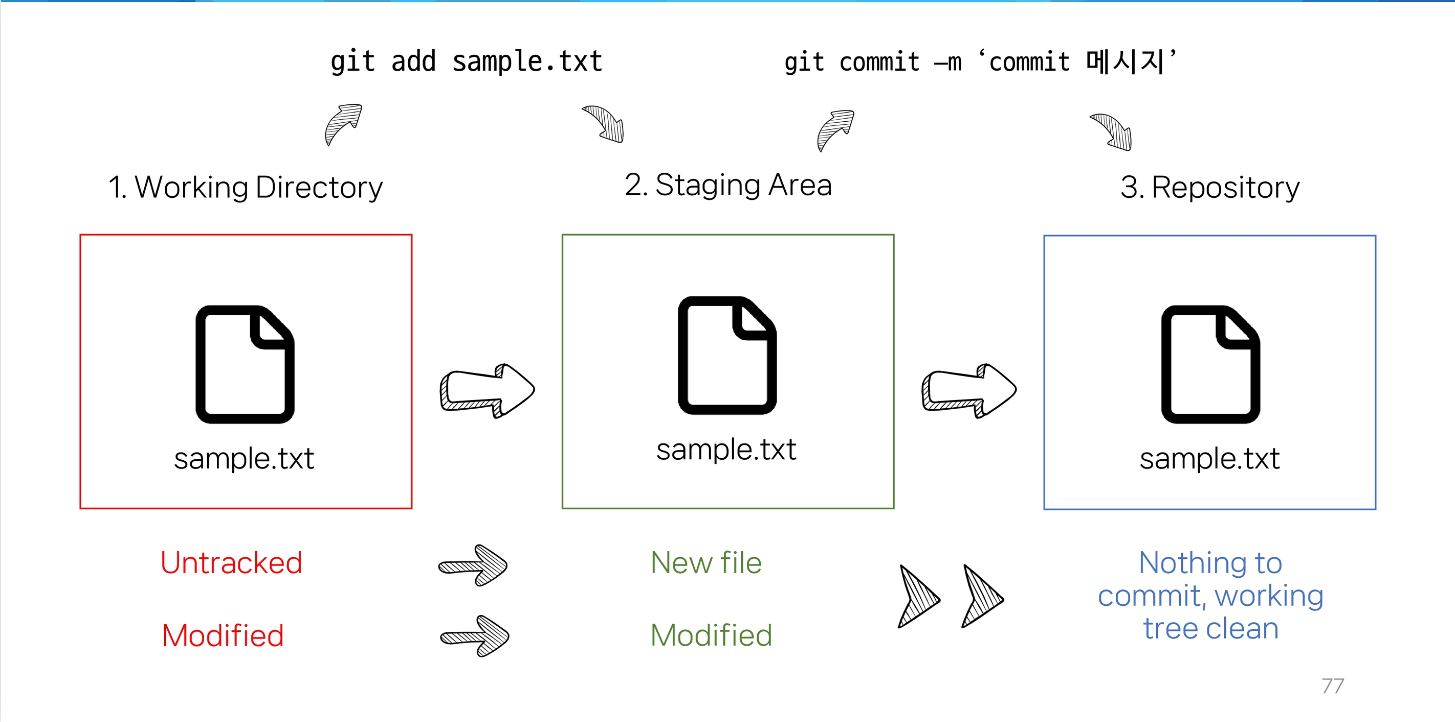 git add sample.txt
git commit –m ‘commit 메시지’
1. Working Directory
2. Staging Area
3. Repository
sample.txt
sample.txt
sample.txt
Untracked
New file
Nothing to
commit, working
tree clean
Modified
Modified
77